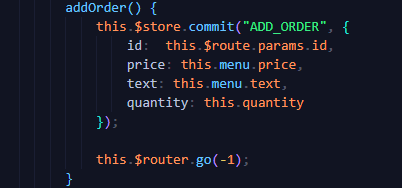 addOrder() {
this.$store.commit("ADD_ORDER", {
id:  this.$route.params.id,
price: this.menu.price,
text: this.menu.text,
quantity: this.quantity
});
this.$router.go(-1);
}